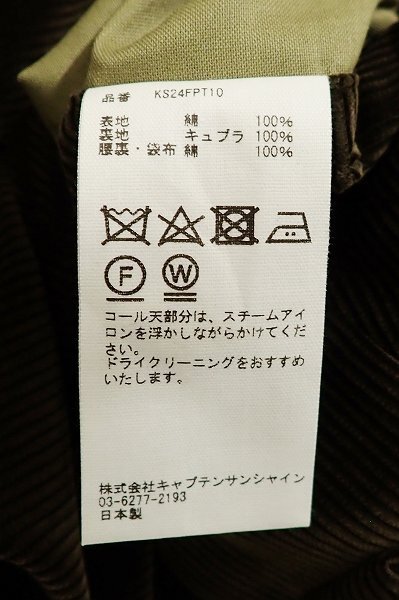 品番 KS24FPT10
表地 綿 100%
裏地 キュプラ 100%
腰裏・袋布 綿 100%
F W
コール天部分は、スチームアイ
ロンを浮かしながらかけてくだ
さい。
ドライクリーニングをおすすめ
いたします。
株式会社キャプテンサンシャイン
03-6277-2193
日本製